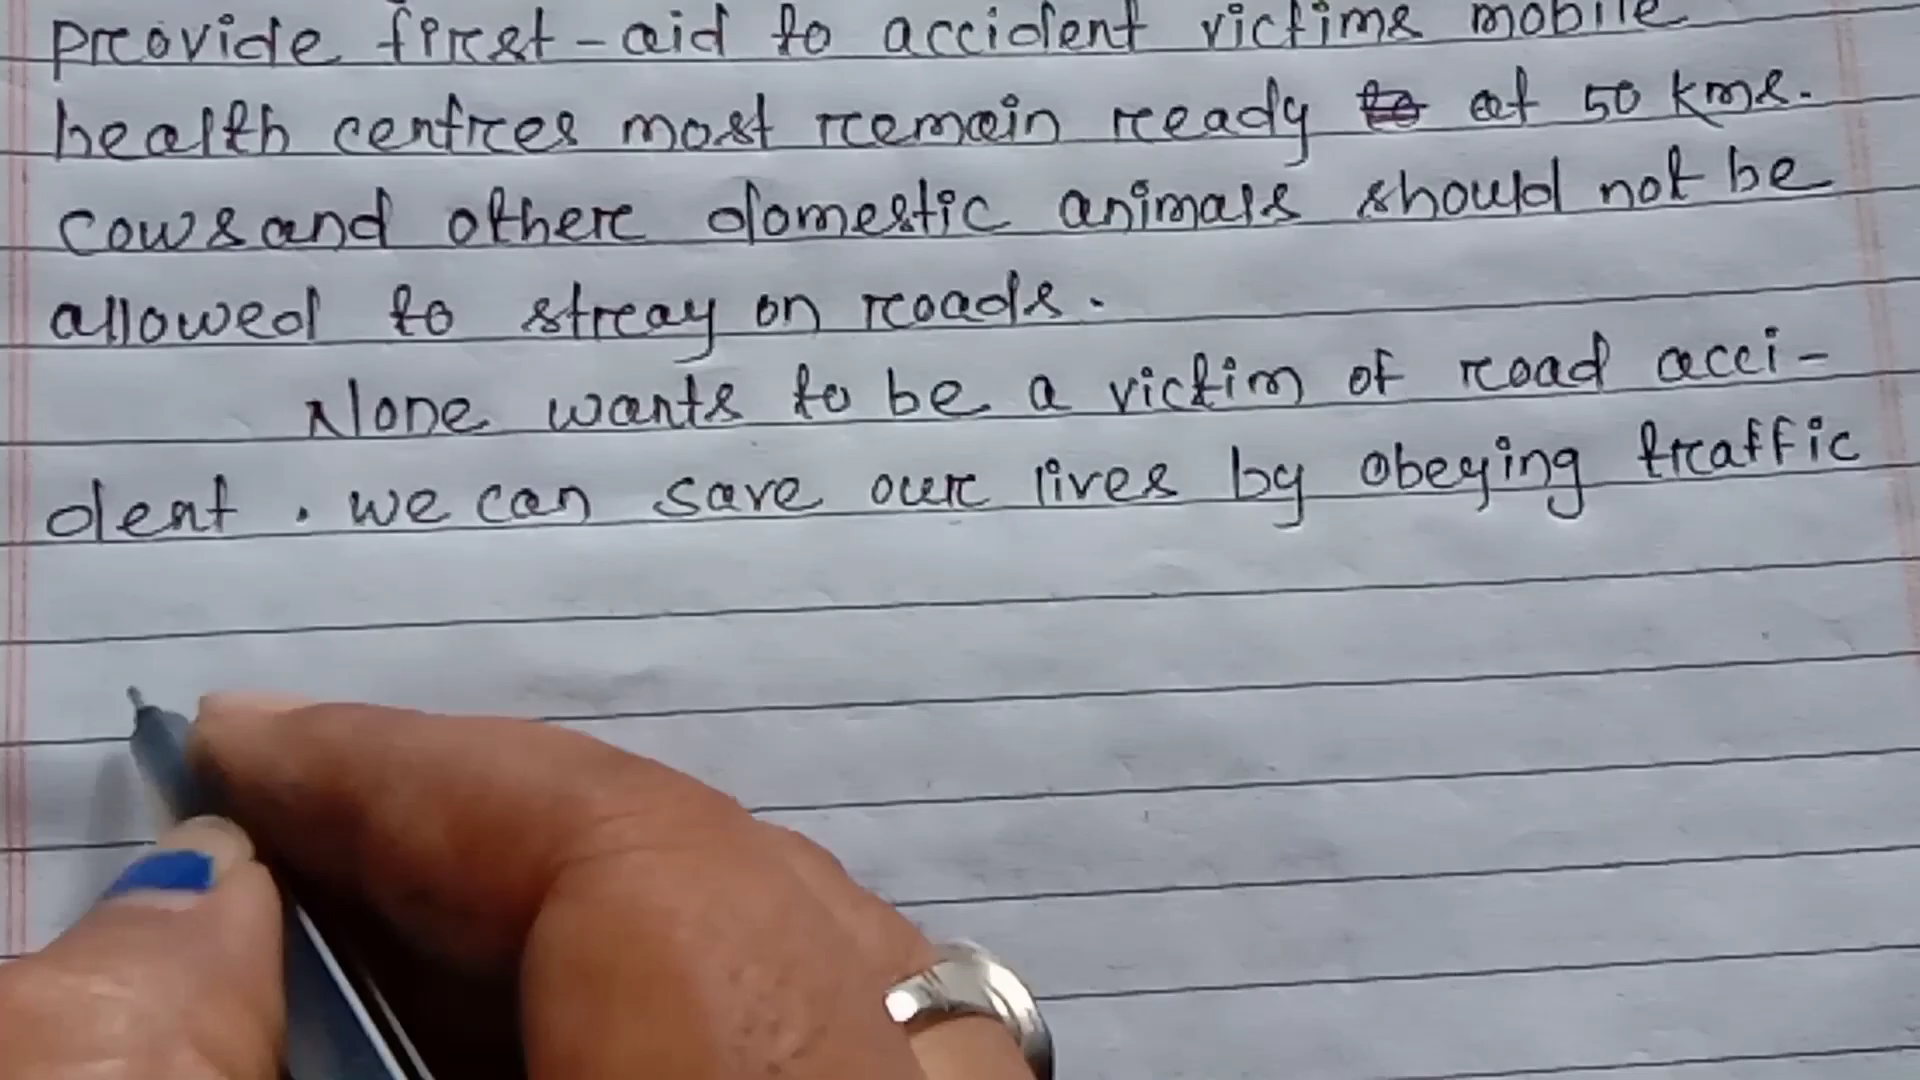 provide first-aid to accident victims mobile
health centres most remain ready to at 50 kms.
cows and other domestic animals should not be
allowed to stray on roads.
None wants to be a victim of road acci-
dent. we can save our lives by obeying traffic